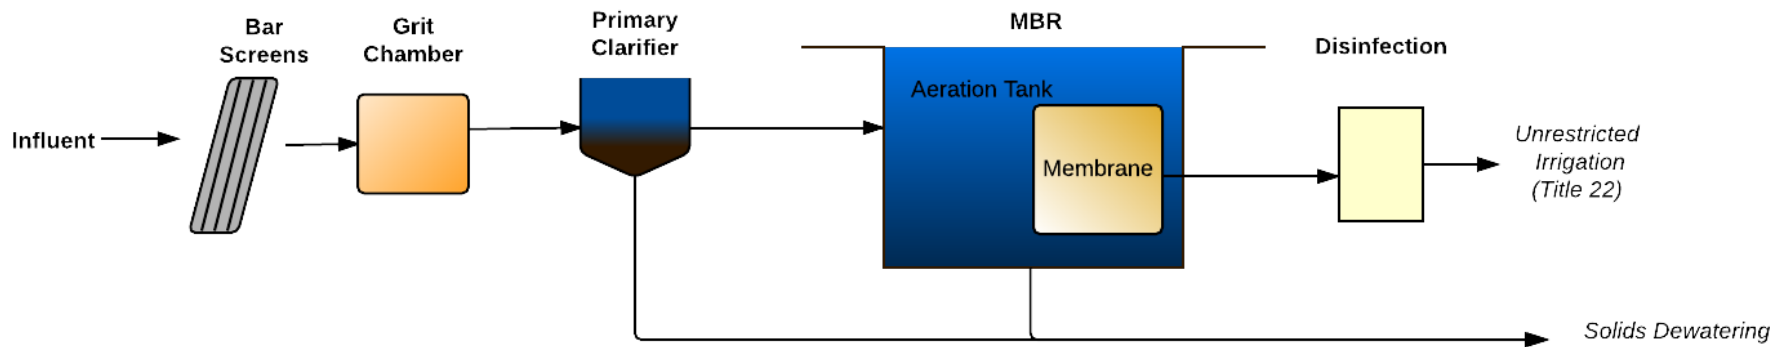 Influent
Bar
Screens
Grit
Chamber
Primary
Clarifier
MBR
Aeration Tank
Membrane
Disinfection
Unrestricted
Irrigation
(Title 22)
Solids Dewatering